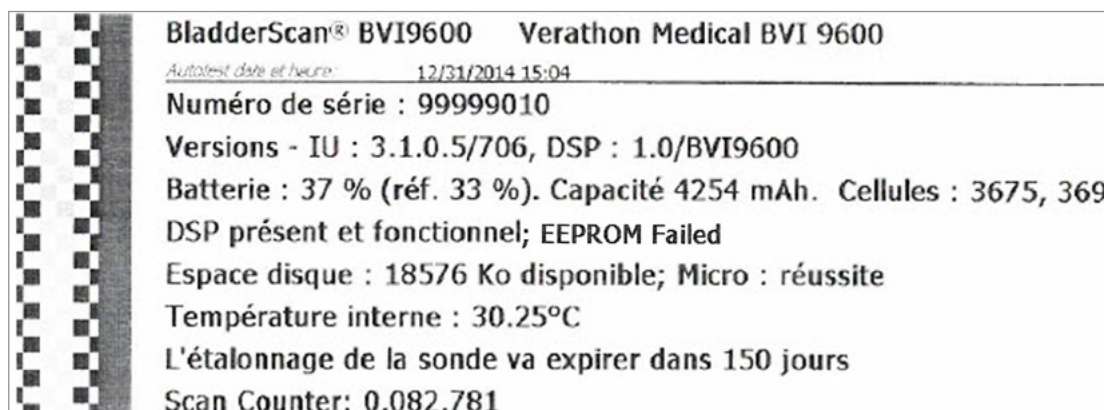 BladderScan® BVI9600 Verathon Medical BVI 9600
Autotest date et heure: 12/31/2014 15:04
Numéro de série : 99999010
Versions - IU : 3.1.0.5/706, DSP : 1.0/BVI9600
Batterie : 37 % (réf. 33 %). Capacité 4254 mAh. Cellules : 3675, 369
DSP présent et fonctionnel; EEPROM Failed
Espace disque : 18576 Ko disponible; Micro : réussite
Température interne : 30.25°C
L'étalonnage de la sonde va expirer dans 150 jours
Scan Counter: 0,082,781